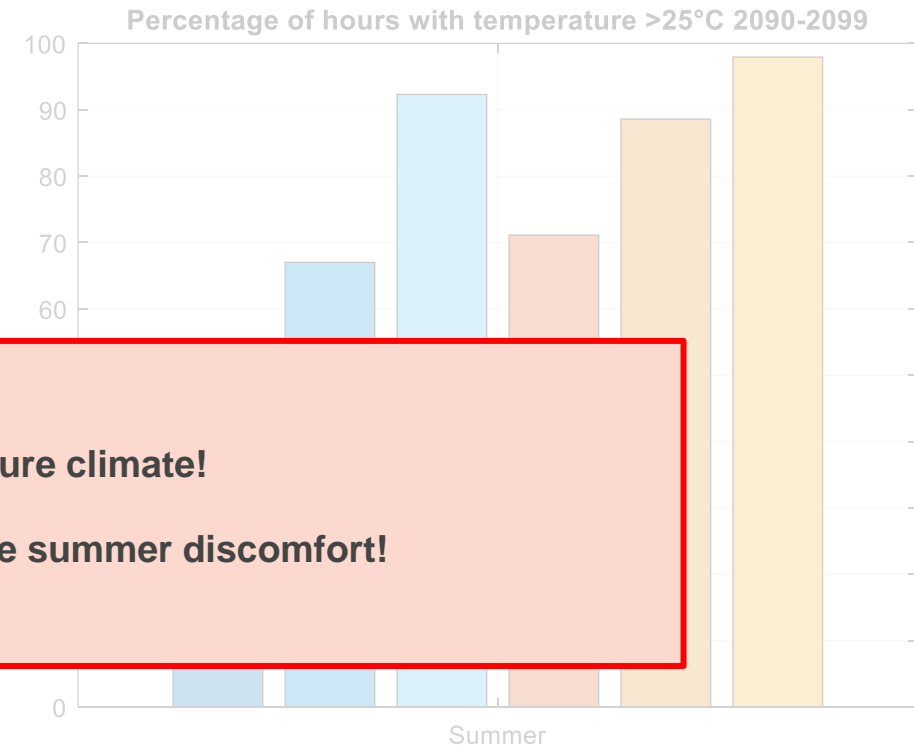 Percentage of hours with temperature >25°C 2090-2099
100
90
80
70
60
ure climate!
e summer discomfort!
0
Summer